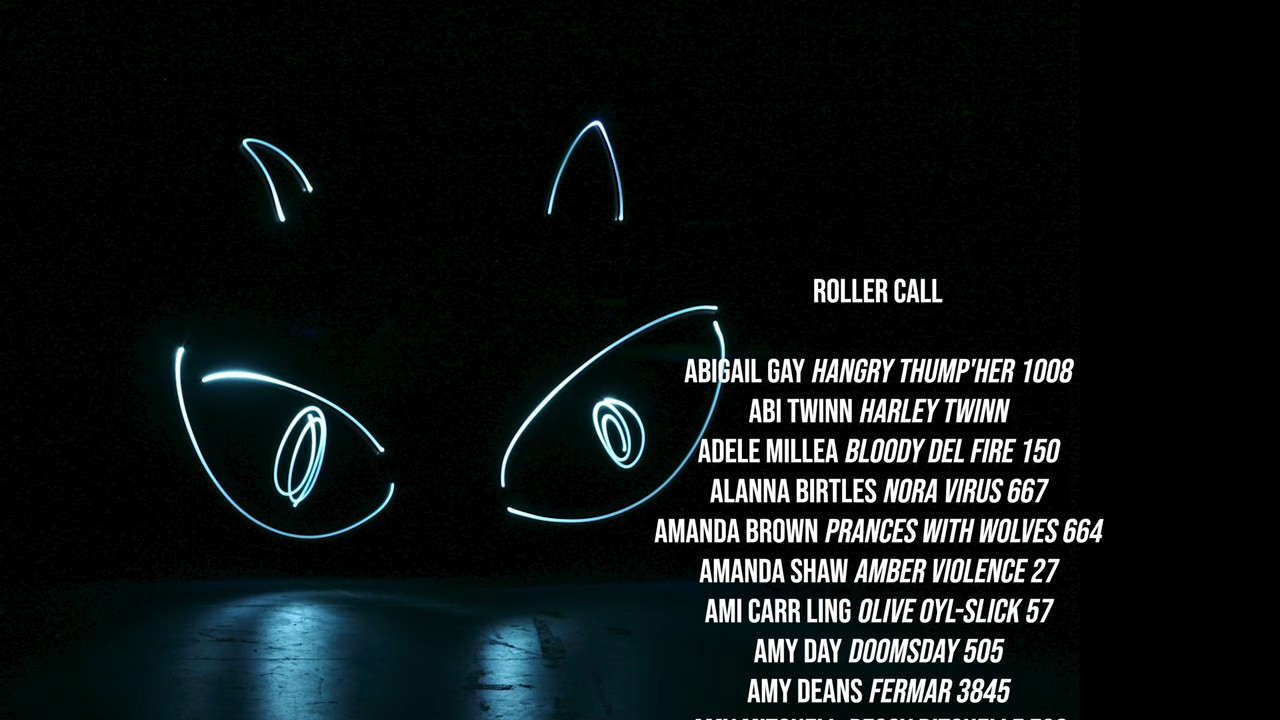 ROLLER CALL
ABIGAIL GAY HANGRY THUMP'HER 1008
ABI TWINN HARLEY TWINN
ADELE MILLEA BLOODY DEL FIRE 150
ALANNA BIRTLES NORA VIRUS 667
AMANDA BROWN PRANCES WITH WOLVES 664
AMANDA SHAW AMBER VIOLENCE 27
AMI CARR LING OLIVE OYL-SLICK 57
AMY DAY DOOMSDAY 505
AMY DEANS FERMAR 3845